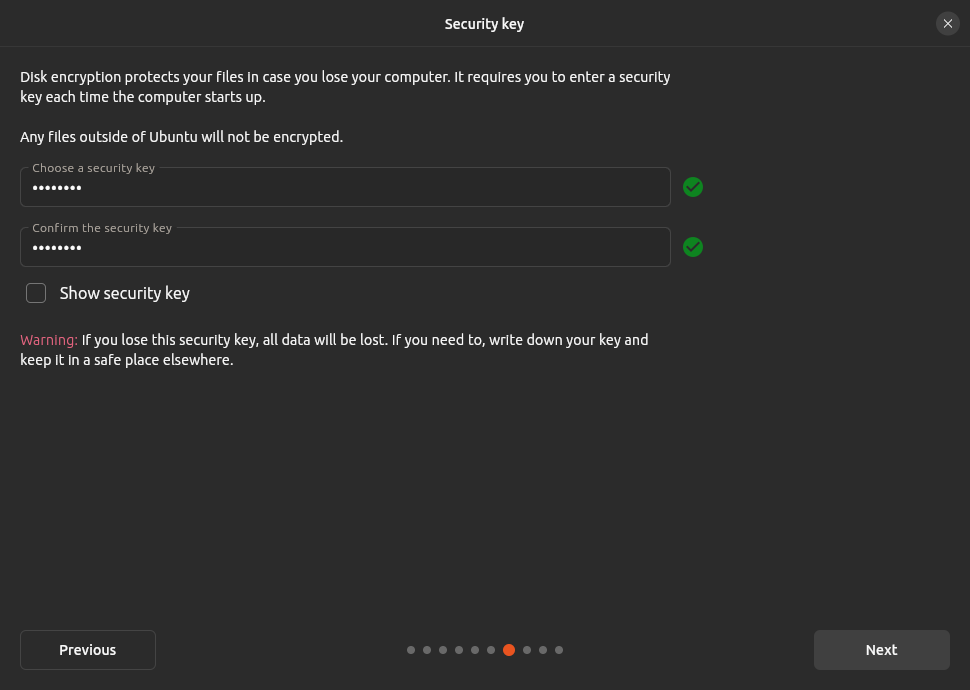 Security key
Disk encryption protects your files in case you lose your computer. It requires you to enter a security
key each time the computer starts up.
Any files outside of Ubuntu will not be encrypted.
Choose a security key
••••••••
Confirm the security key
••••••••
Show security key
Warning: If you lose this security key, all data will be lost. If you need to, write down your key and
keep it in a safe place elsewhere.
Previous
Next